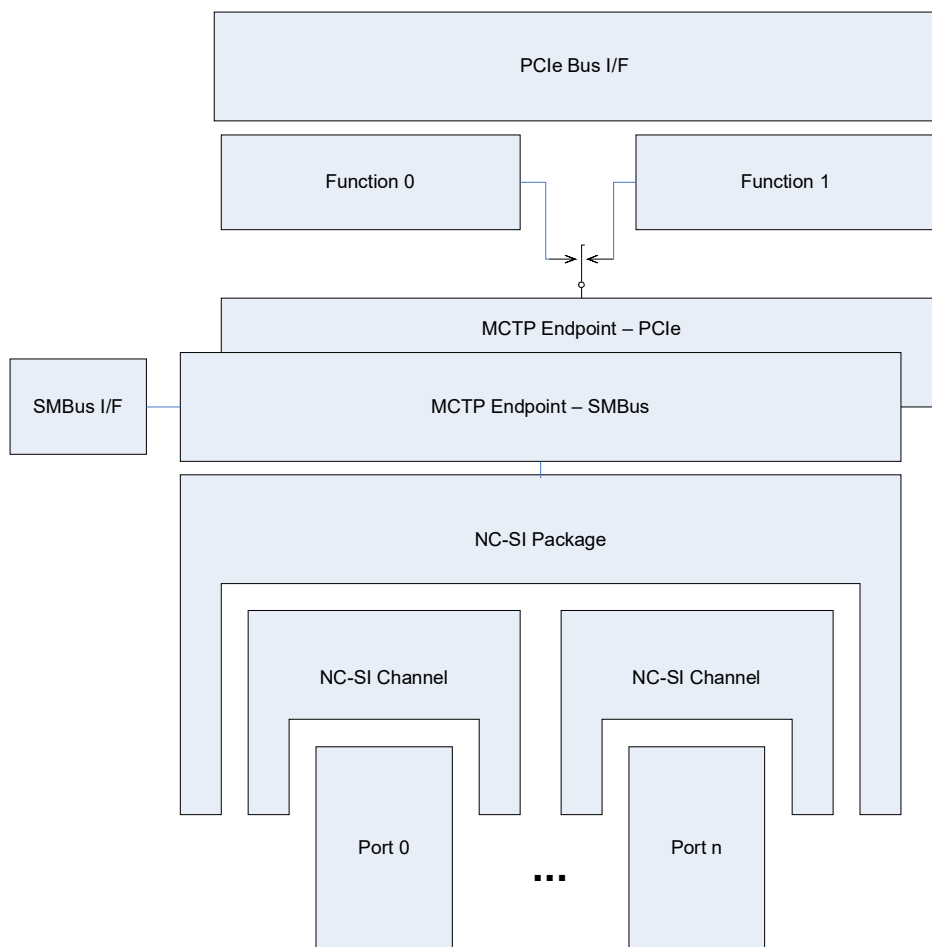 PCIe Bus I/F
Function 0
Function 1
MCTP Endpoint – PCIe
SMBus I/F
MCTP Endpoint – SMBus
NC-SI Package
NC-SI Channel
NC-SI Channel
Port 0
...
Port n